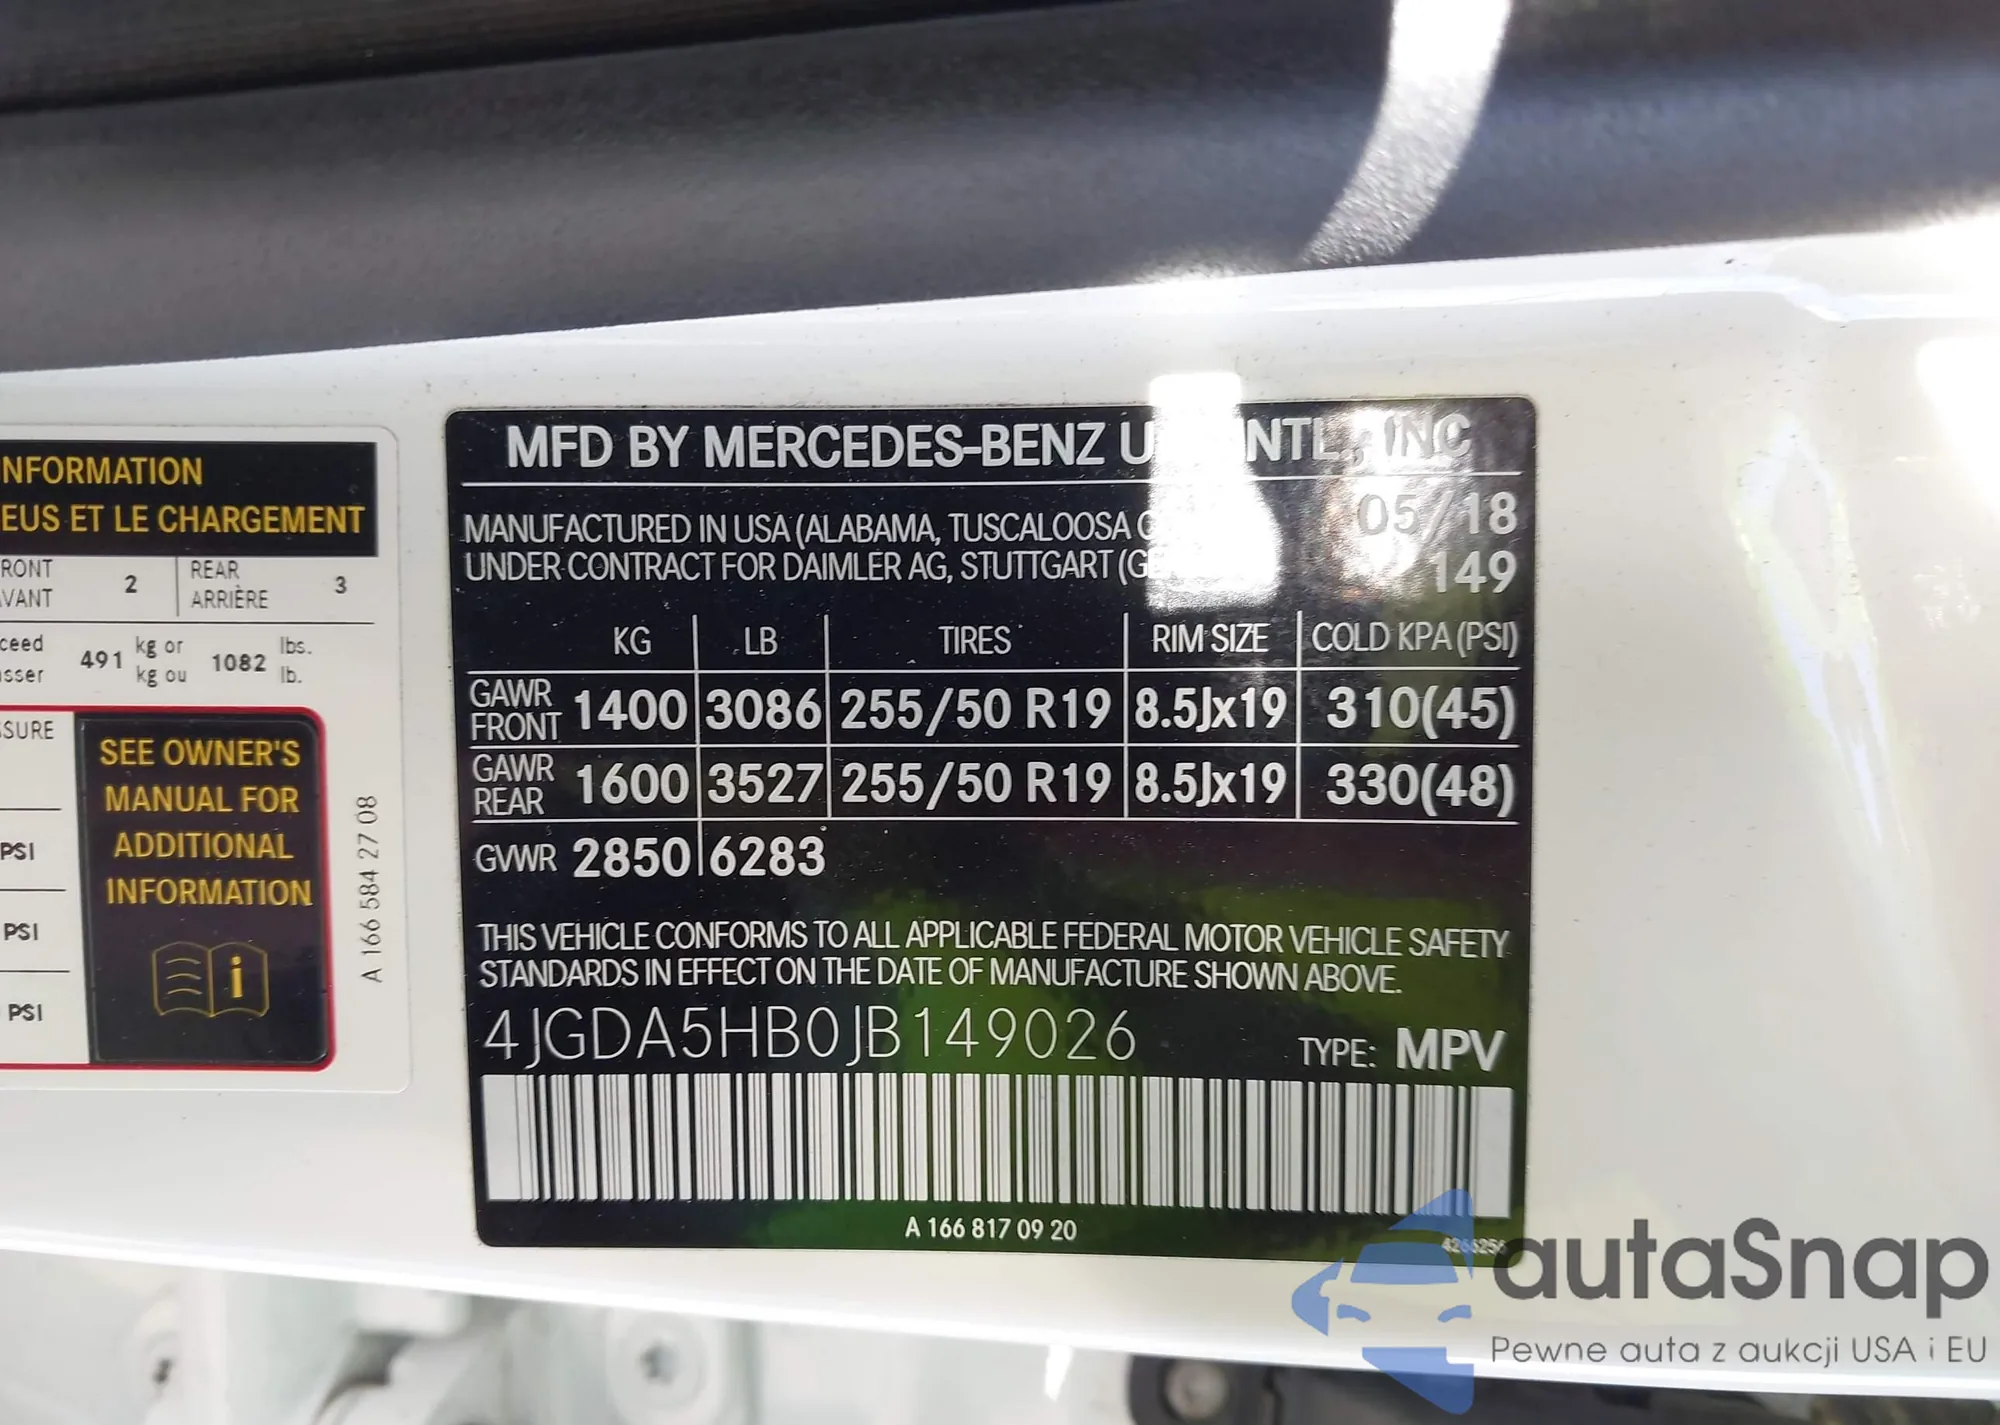 INFORMATION
EUS ET LE CHARGEMENT
RONT
VANT
2
REAR
ARRIÈRE
3
ceed
sser
491
kg or
kg ou
1082
lbs.
lb.
SSURE
PSI
PSI
PSI
SEE OWNER'S
MANUAL FOR
ADDITIONAL
INFORMATION
i
A 166 584 27 08
MFD BY MERCEDES-BENZ U NTL., INC
MANUFACTURED IN USA (ALABAMA, TUSCALOOSA C
UNDER CONTRACT FOR DAIMLER AG, STUTTGART (GE
05/18
149
KG LB TIRES RIM SIZE COLD KPA (PSI)
GAWR
FRONT
1400 3086 255/50 R19 8.5Jx19 310(45)
GAWR
REAR
1600 3527 255/50 R19 8.5Jx19 330(48)
GVWR 2850 6283
THIS VEHICLE CONFORMS TO ALL APPLICABLE FEDERAL MOTOR VEHICLE SAFETY
STANDARDS IN EFFECT ON THE DATE OF MANUFACTURE SHOWN ABOVE.
4JGDA5HB0JB149026
TYPE: MPV
A 166 817 09 20
autaSnap
Pewne auta z aukcji USA i EU